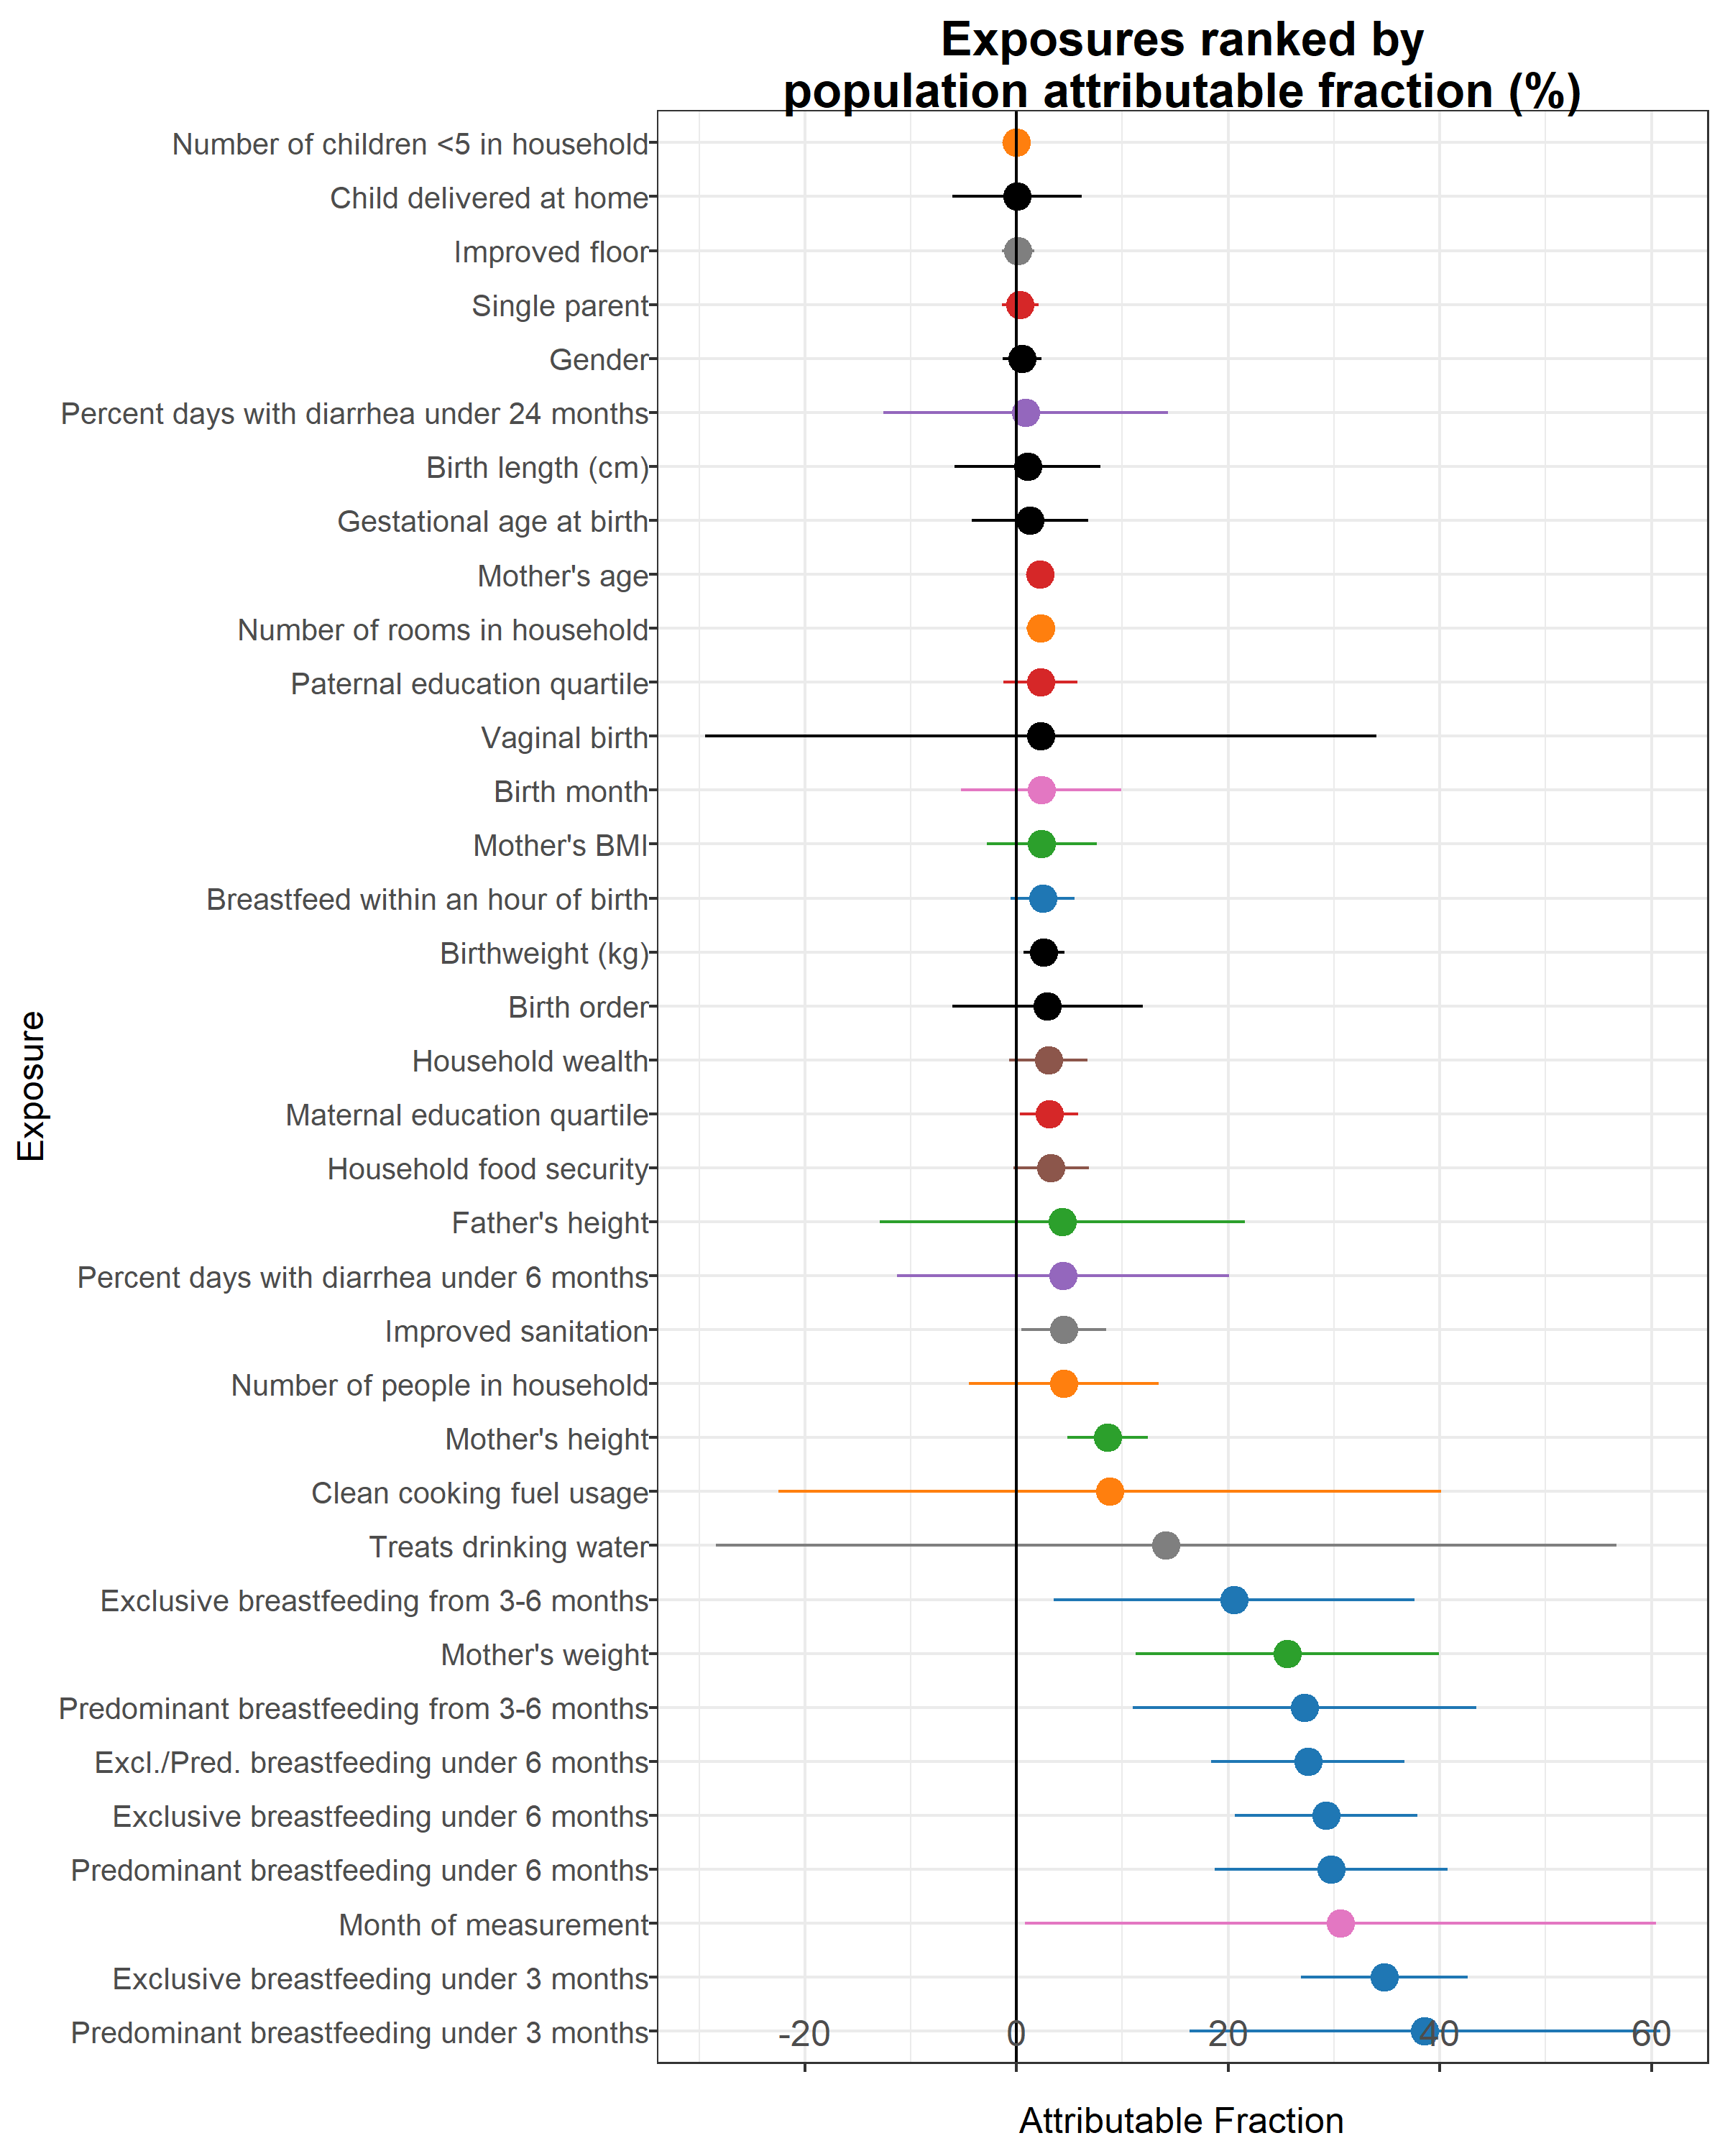 Exposures ranked by
population attributable fraction (%)
Number of children <5 in household
Child delivered at home
Improved floor
Single parent
Gender
Percent days with diarrhea under 24 months
Birth length (cm)
Gestational age at birth
Mother's age
Number of rooms in household
Paternal education quartile
Vaginal birth
Birth month
Mother's BMI
Breastfeed within an hour of birth
Birthweight (kg)
Birth order
Household wealth
Maternal education quartile
Household food security
Father's height
Percent days with diarrhea under 6 months
Improved sanitation
Number of people in household
Mother's height
Clean cooking fuel usage
Treats drinking water
Exclusive breastfeeding from 3-6 months
Mother's weight
Predominant breastfeeding from 3-6 months
Excl./Pred. breastfeeding under 6 months
Exclusive breastfeeding under 6 months
Predominant breastfeeding under 6 months
Month of measurement
Exclusive breastfeeding under 3 months
Predominant breastfeeding under 3 months
Exposure
-20 0 20 40 60
Attributable Fraction